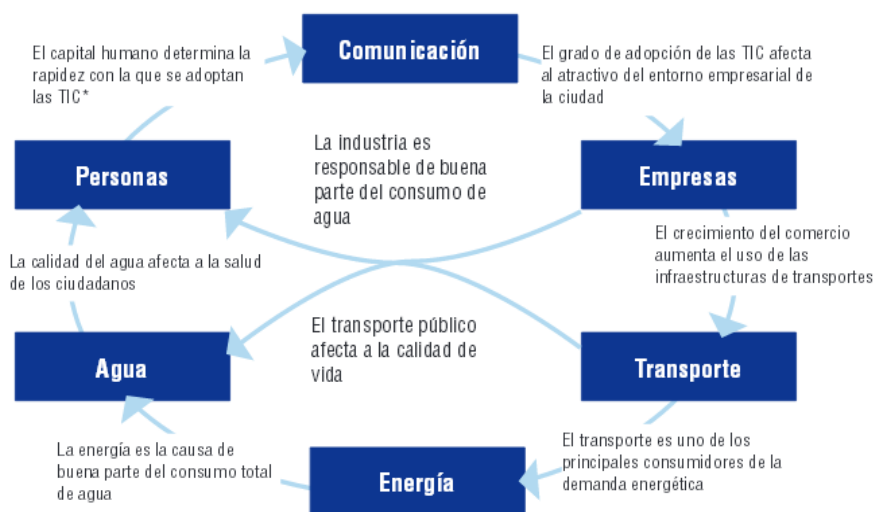 Comunicación
El capital humano determina la
rapidez con la que se adoptan
las TIC*
El grado de adopción de las TIC afecta
al atractivo del entorno empresarial de
la ciudad
La industria es
responsable de buena
parte del consumo de
agua
Personas
Empresas
El crecimiento del comercio
aumenta el uso de las
infraestructuras de transportes
La calidad del agua afecta a la salud
de los ciudadanos
El transporte público
afecta a la calidad de
vida
Agua
Transporte
La energía es la causa de
buena parte del consumo total
de agua
Energía
El transporte es uno de los
principales consumidores de la
demanda energética